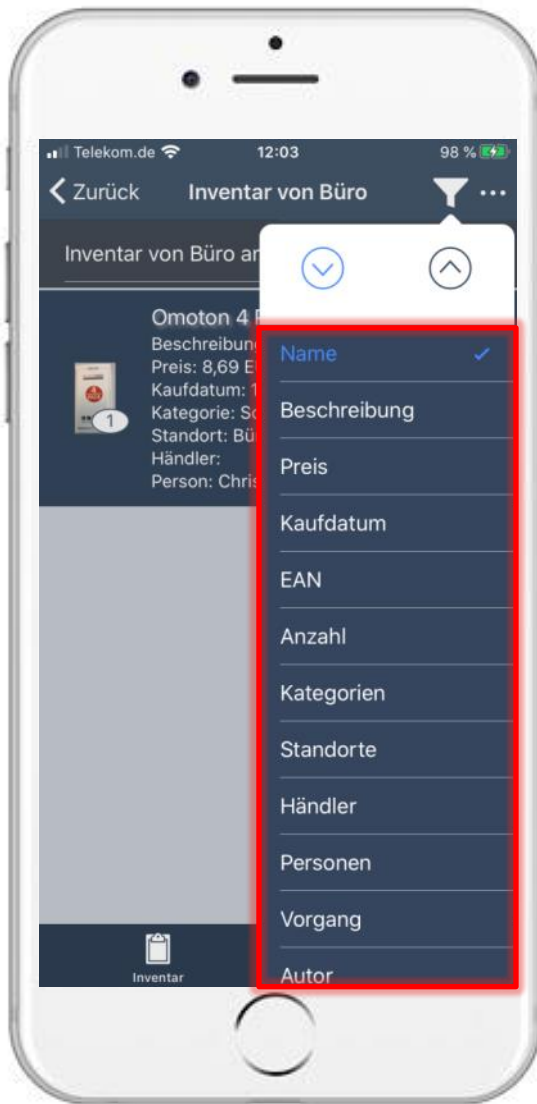 Telekom.de 12:03 98 %
Zurück Inventar von Büro ...
Inventar von Büro an
Omoton 4
Beschreibung
Preis: 8,69 E
Kaufdatum: 1
Kategorie: Sc
Standort: Bü
Händler:
Person: Chris
1
Name
Beschreibung
Preis
Kaufdatum
EAN
Anzahl
Kategorien
Standorte
Händler
Personen
Vorgang
Autor
Inventar